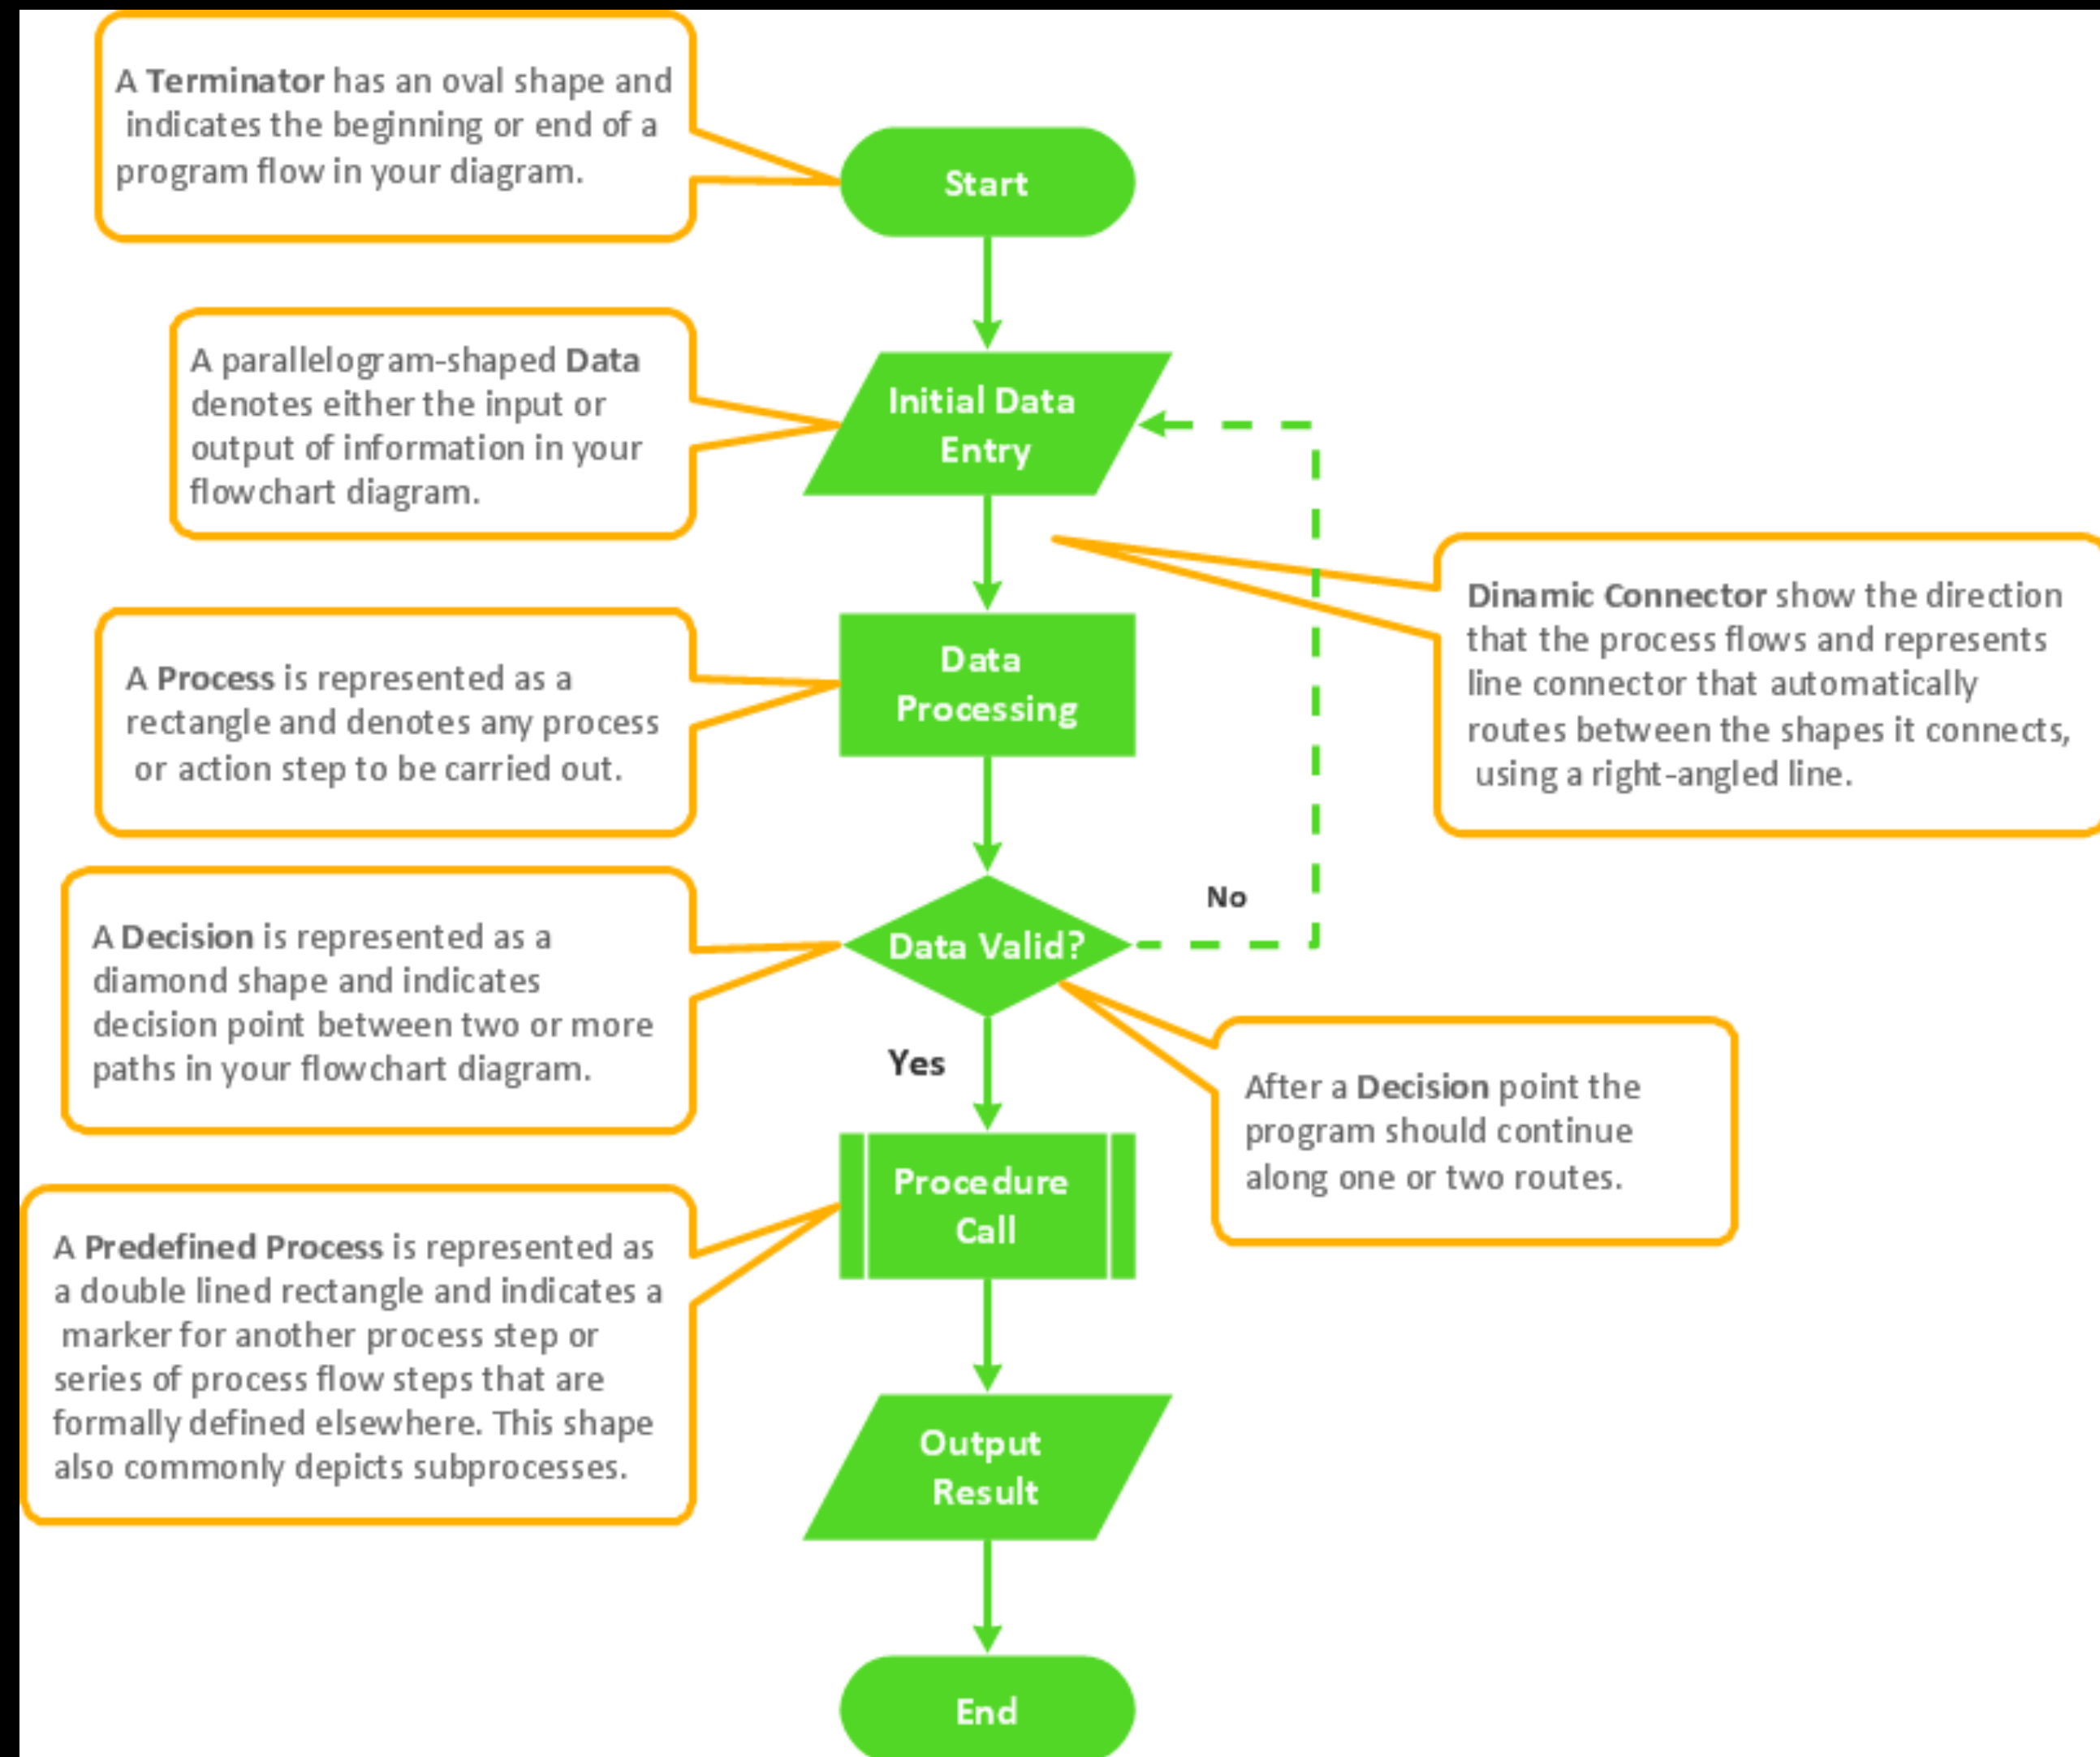 A Terminator has an oval shape and
indicates the beginning or end of a
program flow in your diagram.
Start
A parallelogram-shaped Data
denotes either the input or
output of information in your
flowchart diagram.
Initial Data
Entry
Dinamic Connector show the direction
that the process flows and represents
line connector that automatically
routes between the shapes it connects,
using a right-angled line.
A Process is represented as a
rectangle and denotes any process
or action step to be carried out.
Data
Processing
A Decision is represented as a
diamond shape and indicates
decision point between two or more
paths in your flowchart diagram.
Data Valid?
No
Yes
After a Decision point the
program should continue
along one or two routes.
Procedure
Call
A Predefined Process is represented as
a double lined rectangle and indicates a
marker for another process step or
series of process flow steps that are
formally defined elsewhere. This shape
also commonly depicts subprocesses.
Output
Result
End